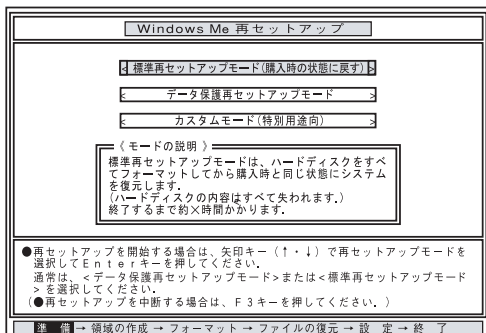 Windows Me 再セットアップ
< 標準再セットアップモード(購入時の状態に戻す) >
< データ保護再セットアップモード >
< カスタムモード(特別用途向) >
《 モードの説明 》
標準再セットアップモードは、ハードディスクをすべ
てフォーマットしてから購入時と同じ状態にシステム
を復元します.
(ハードディスクの内容はすべて失われます.)
終了するまで約×時間かかります.
●再セットアップを開始する場合は、矢印キー(↑・↓)で再セットアップモードを
選択してEnterキーを押してください.
通常は、<データ保護再セットアップモード>または<標準再セットアップモード
>を選択してください.
(●再セットアップを中断する場合は、F3キーを押してください.)
準 備 → 領域の作成 → フォーマット → ファイルの復元 → 設 定 → 終 了